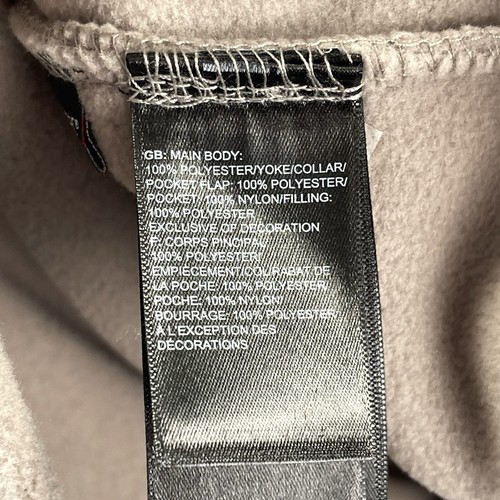 GB: MAIN BODY:
100% POLYESTER/YOKE/COLLAR/
POCKET FLAP: 100% POLYESTER/
POCKET: 100% NYLON/FILLING:
100% POLYESTER
EXCLUSIVE OF DECORATION
F: CORPS PINCIPAL
100% POLYESTER
EMPIECEMENT/COL/RABAT DE
LA POCHE: 100% POLYESTER
POCHE: 100% NYLON/
BOURRAGE: 100% POLYESTER
À L'EXCEPTION DES
DÉCORATIONS